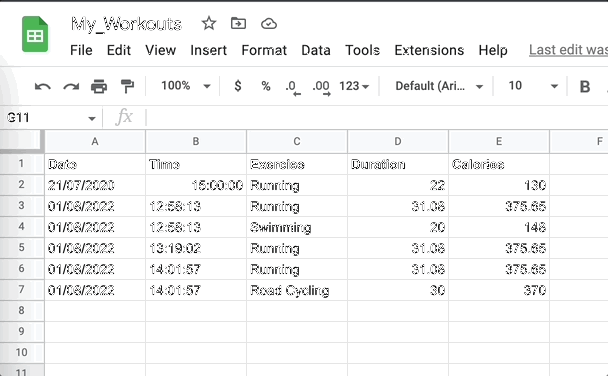 My_Workouts
File Edit View Insert Format Data Tools Extensions Help Last edit was
100% $ % .0 .00 123 Default (Ari... 10 B
G11 fx
A B C D E F
1 Date Time Exercise Duration Calories
2 21/07/2020 15:00:00 Running 22 130
3 01/08/2022 12:58:13 Running 31.08 375.65
4 01/08/2022 12:58:13 Swimming 20 148
5 01/08/2022 13:19:02 Running 31.08 375.65
6 01/08/2022 14:01:57 Running 31.08 375.65
7 01/08/2022 14:01:57 Road Cycling 30 370
8
9
10
11